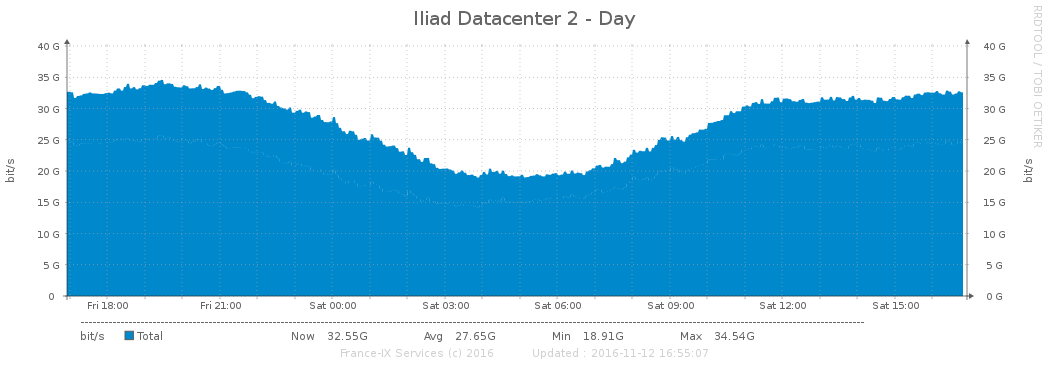 Iliad Datacenter 2 - Day
RRDTOOL / TOBI OETIKER
40 G 40 G
35 G 35 G
30 G 30 G
25 G 25 G
20 G 20 G
15 G 15 G
10 G 10 G
5 G 5 G
0 0 G
bit/s bit/s
Fri 18:00 Fri 21:00 Sat 00:00 Sat 03:00 Sat 06:00 Sat 09:00 Sat 12:00 Sat 15:00
bit/s Total Now 32.55G Avg 27.65G Min 18.91G Max 34.54G
France-IX Services (c) 2016 Updated : 2016-11-12 16:55:07